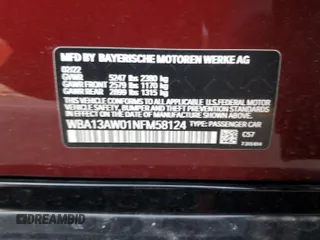 MFD. BY BAYERISCHE MOTOREN WERKE AG
02/22
GVWR 5247 lbs 2380 kg
GAWR FRONT 2579 lbs 1170 kg
GAWR REAR 2899 lbs 1315 kg
THIS VEHICLE CONFORMS TO ALL APPLICABLE FEDERAL MOTOR
VEHICLE SAFETY, BUMPER, AND THEFT PREVENTION STANDARDS
IN EFFECT ON THE DATE OF MANUFACTURE SHOWN ABOVE.
WBA13AW01NFM58124 TYPE: PASSENGER CAR
C57
DREAMBID